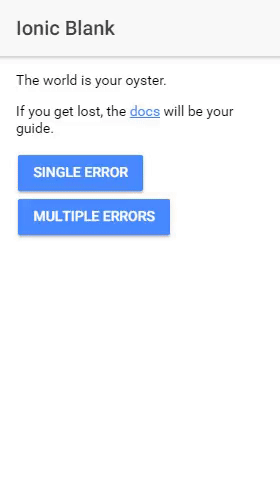 Ionic Blank
The world is your oyster.
If you get lost, the docs will be your
guide.
SINGLE ERROR
MULTIPLE ERRORS